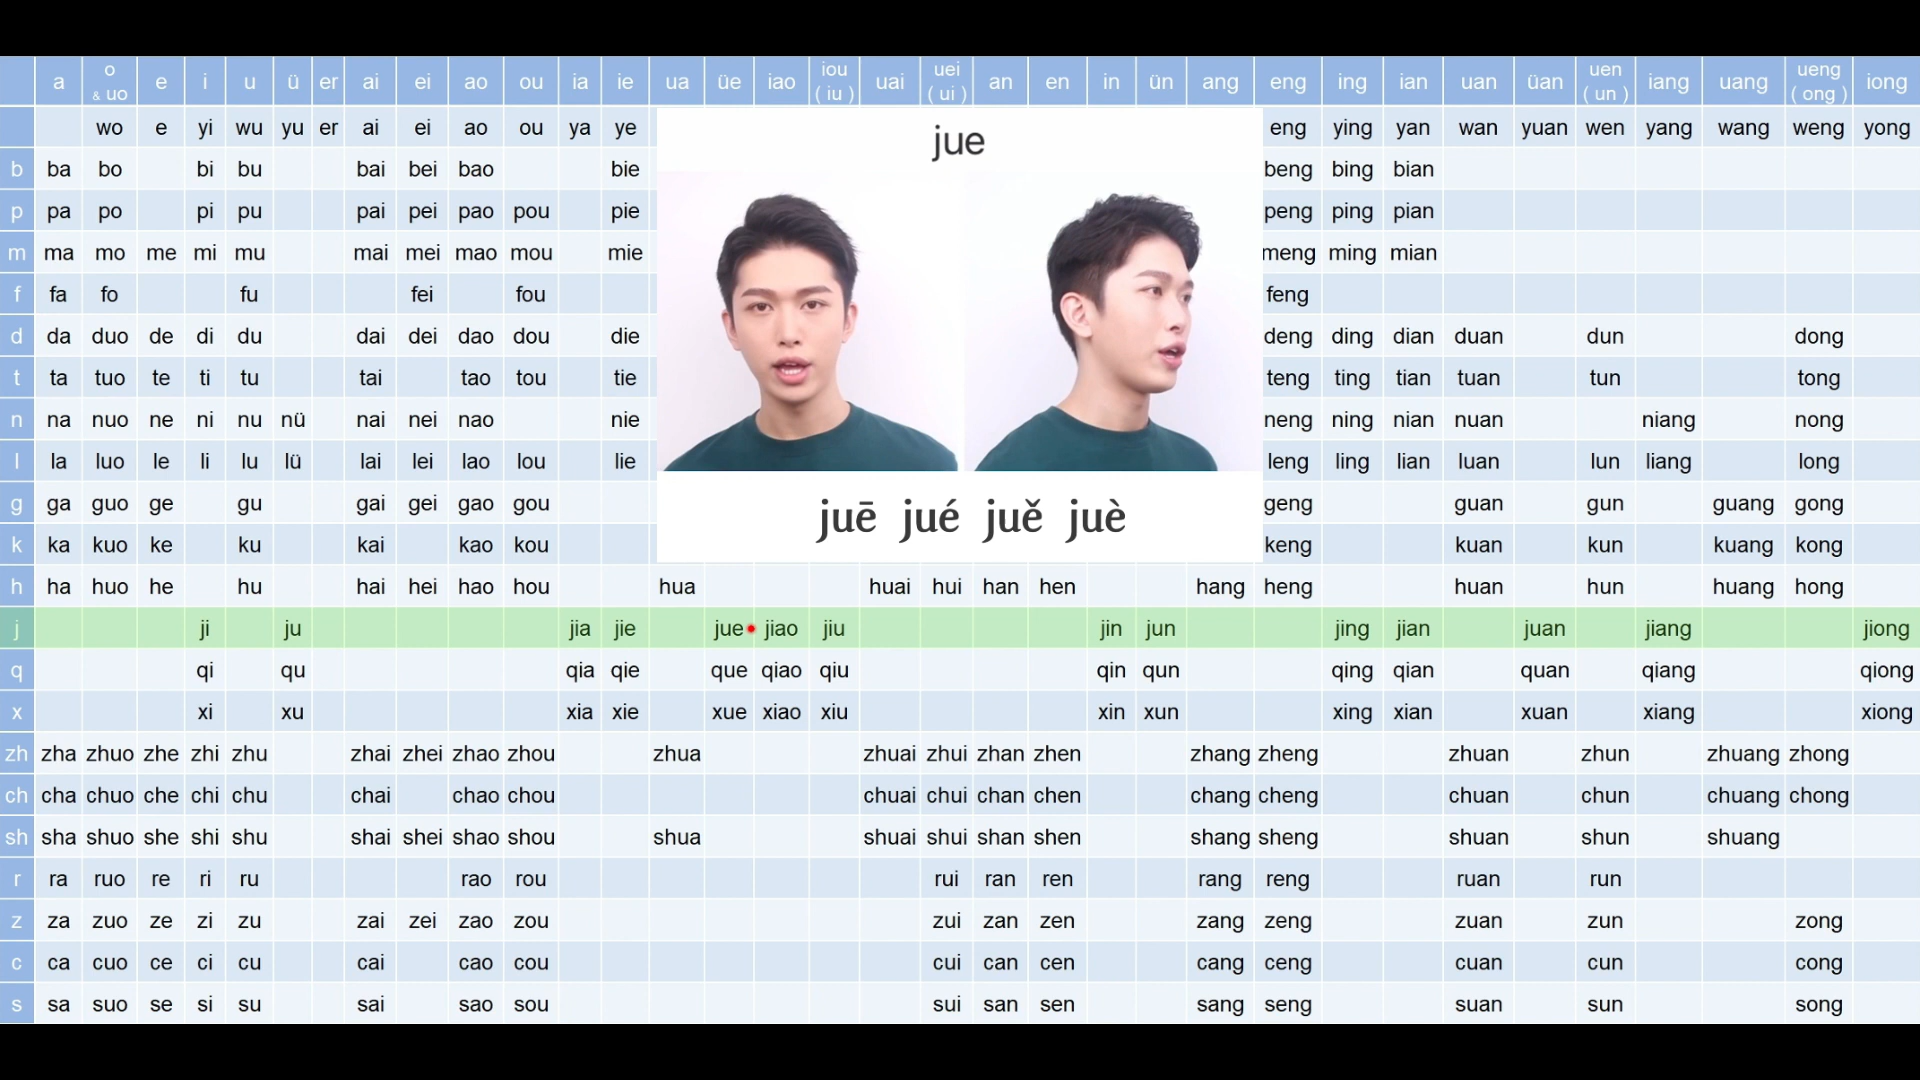 a o & uo e i u ü er ai ei ao ou ia ie ua üe iao iou ( iu ) uai uei ( ui ) an en in ün ang eng ing ian uan üan uen ( un ) iang uang ueng ( ong ) iong
wo e yi wu yu er ai ei ao ou ya ye eng ying yan wan yuan wen yang wang weng yong
jue
b ba bo bi bu bai bei bao bie beng bing bian
p pa po pi pu pai pei pao pou pie peng ping pian
m ma mo me mi mu mai mei mao mou mie meng ming mian
f fa fo fu fei fou feng
d da duo de di du dai dei dao dou die deng ding dian duan dun dong
t ta tuo te ti tu tai tao tou tie teng ting tian tuan tun tong
n na nuo ne ni nu nü nai nei nao nie neng ning nian nuan niang nong
l la luo le li lu lü lai lei lao lou lie leng ling lian luan lun liang long
g ga guo ge gu gai gei gao gou geng guan gun guang gong
juē jué juě juè
k ka kuo ke ku kai kao kou keng kuan kun kuang kong
h ha huo he hu hai hei hao hou hua huai hui han hen hang heng huan hun huang hong
j ji ju jia jie jue jiao jiu jin jun jing jian juan jiang jiong
q qi qu qia qie que qiao qiu qin qun qing qian quan qiang qiong
x xi xu xia xie xue xiao xiu xin xun xing xian xuan xiang xiong
zh zha zhuo zhe zhi zhu zhai zhei zhao zhou zhua zhuai zhui zhan zhen zhang zheng zhuan zhun zhuang zhong
ch cha chuo che chi chu chai chao chou chuai chui chan chen chang cheng chuan chun chuang chong
sh sha shuo she shi shu shai shei shao shou shua shuai shui shan shen shang sheng shuan shun shuang
r ra ruo re ri ru rao rou rui ran ren rang reng ruan run
z za zuo ze zi zu zai zei zao zou zui zan zen zang zeng zuan zun zong
c ca cuo ce ci cu cai cao cou cui can cen cang ceng cuan cun cong
s sa suo se si su sai sao sou sui san sen sang seng suan sun song